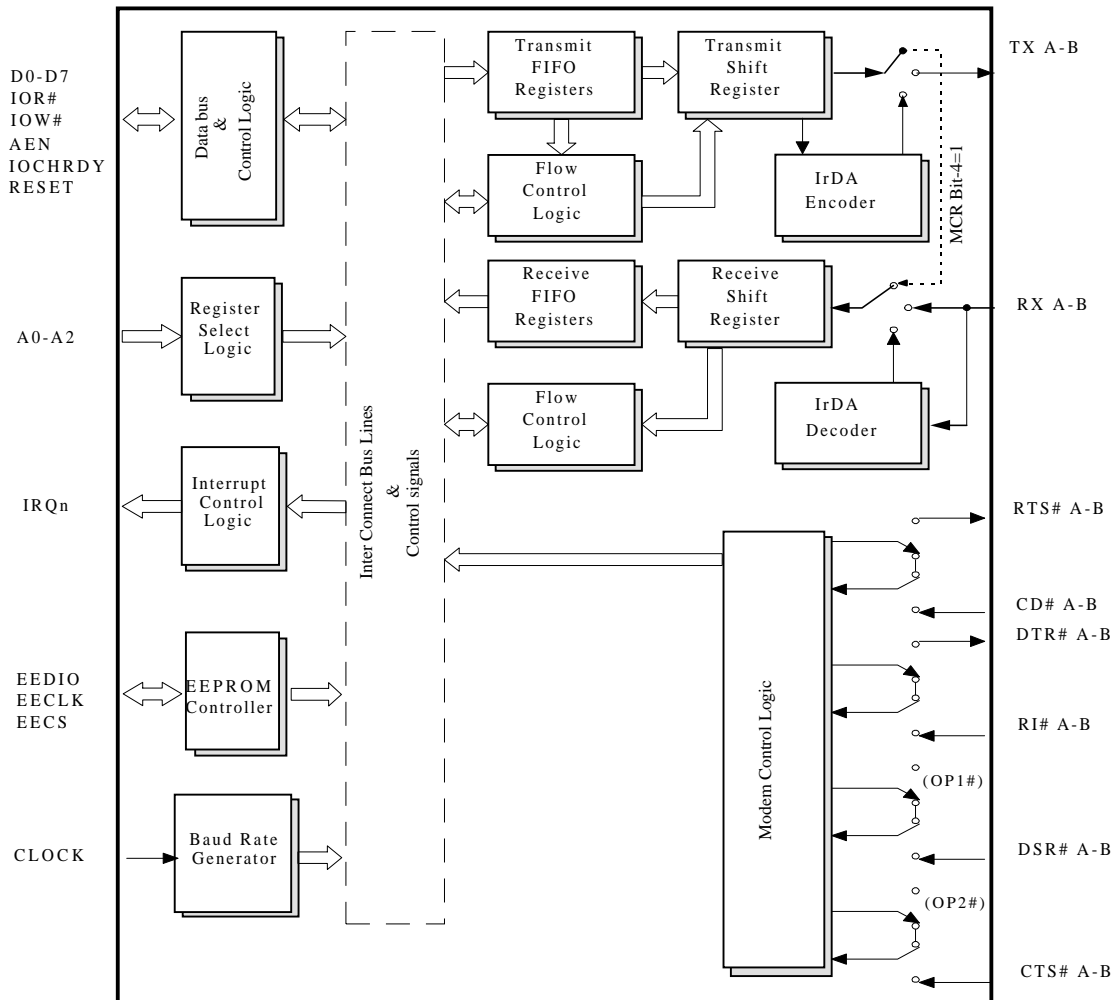 D0-D7
IOR#
IOW#
AEN
IOCHRDY
RESET
Data bus
&
Control Logic
A0-A2
Register
Select
Logic
IRQn
Interrupt
Control
Logic
EEDIO
EECLK
EECS
EEPROM
Controller
CLOCK
Baud Rate
Generator
Inter Connect Bus Lines
&
Control signals
Transmit
FIFO
Registers
Transmit
Shift
Register
TX A-B
Flow
Control
Logic
IrDA
Encoder
MCR Bit-4=1
Receive
FIFO
Registers
Receive
Shift
Register
RX A-B
Flow
Control
Logic
IrDA
Decoder
Modem Control Logic
RTS# A-B
CD# A-B
DTR# A-B
RI# A-B
(OP1#)
DSR# A-B
(OP2#)
CTS# A-B